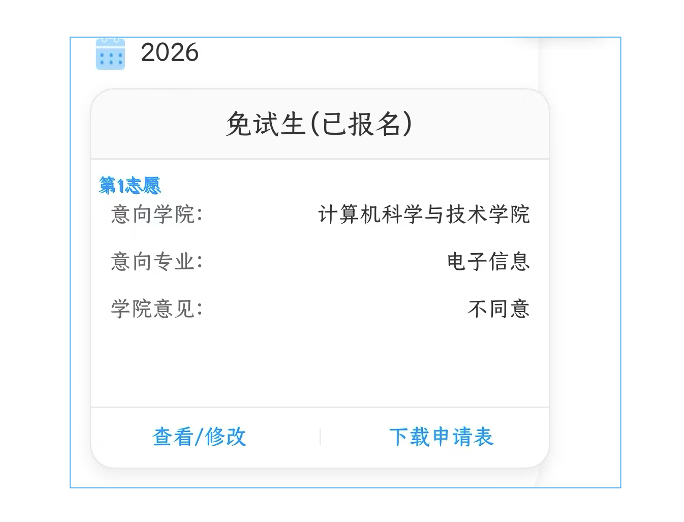 2026
免试生(已报名)
第1志愿
意向学院: 计算机科学与技术学院
意向专业: 电子信息
学院意见: 不同意
查看/修改 下载申请表